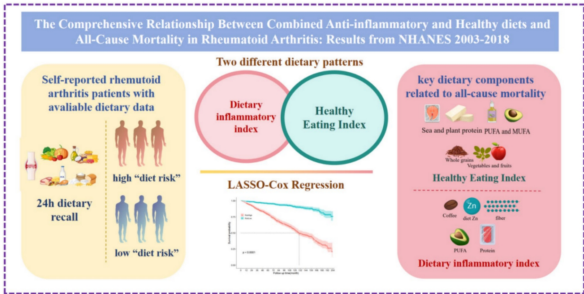 The Comprehensive Relationship Between Combined Anti-inflammatory and Healthy diets and
All-Cause Mortality in Rheumatoid Arthritis: Results from NHANES 2003-2018
Self-reported rhemutoid
arthritis patients with
avaliable dietary data
24h dietary
recall
high "diet risk"
low "diet risk"
Two different dietary patterns
Dietary
inflammatory
index
Healthy
Eating Index
LASSO-Cox Regression
key dietary components
related to all-cause mortality
Sea and plant protein
PUFA and MUFA
Whole grains
Vegetables and fruits
Healthy Eating Index
Coffee
Zn
diet-Zn
fiber
PUFA
Protein
Dietary inflammatory index